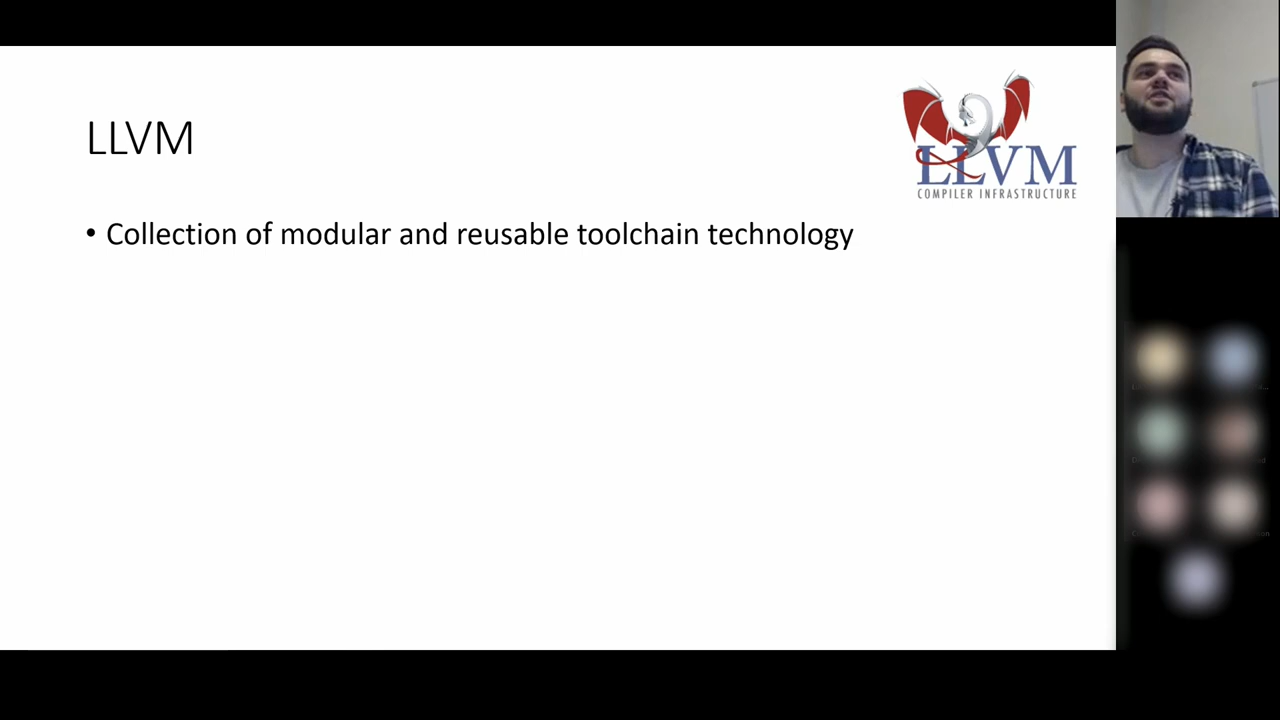 LLVM
• Collection of modular and reusable toolchain technology
LLVM
COMPILER INFRASTRUCTURE